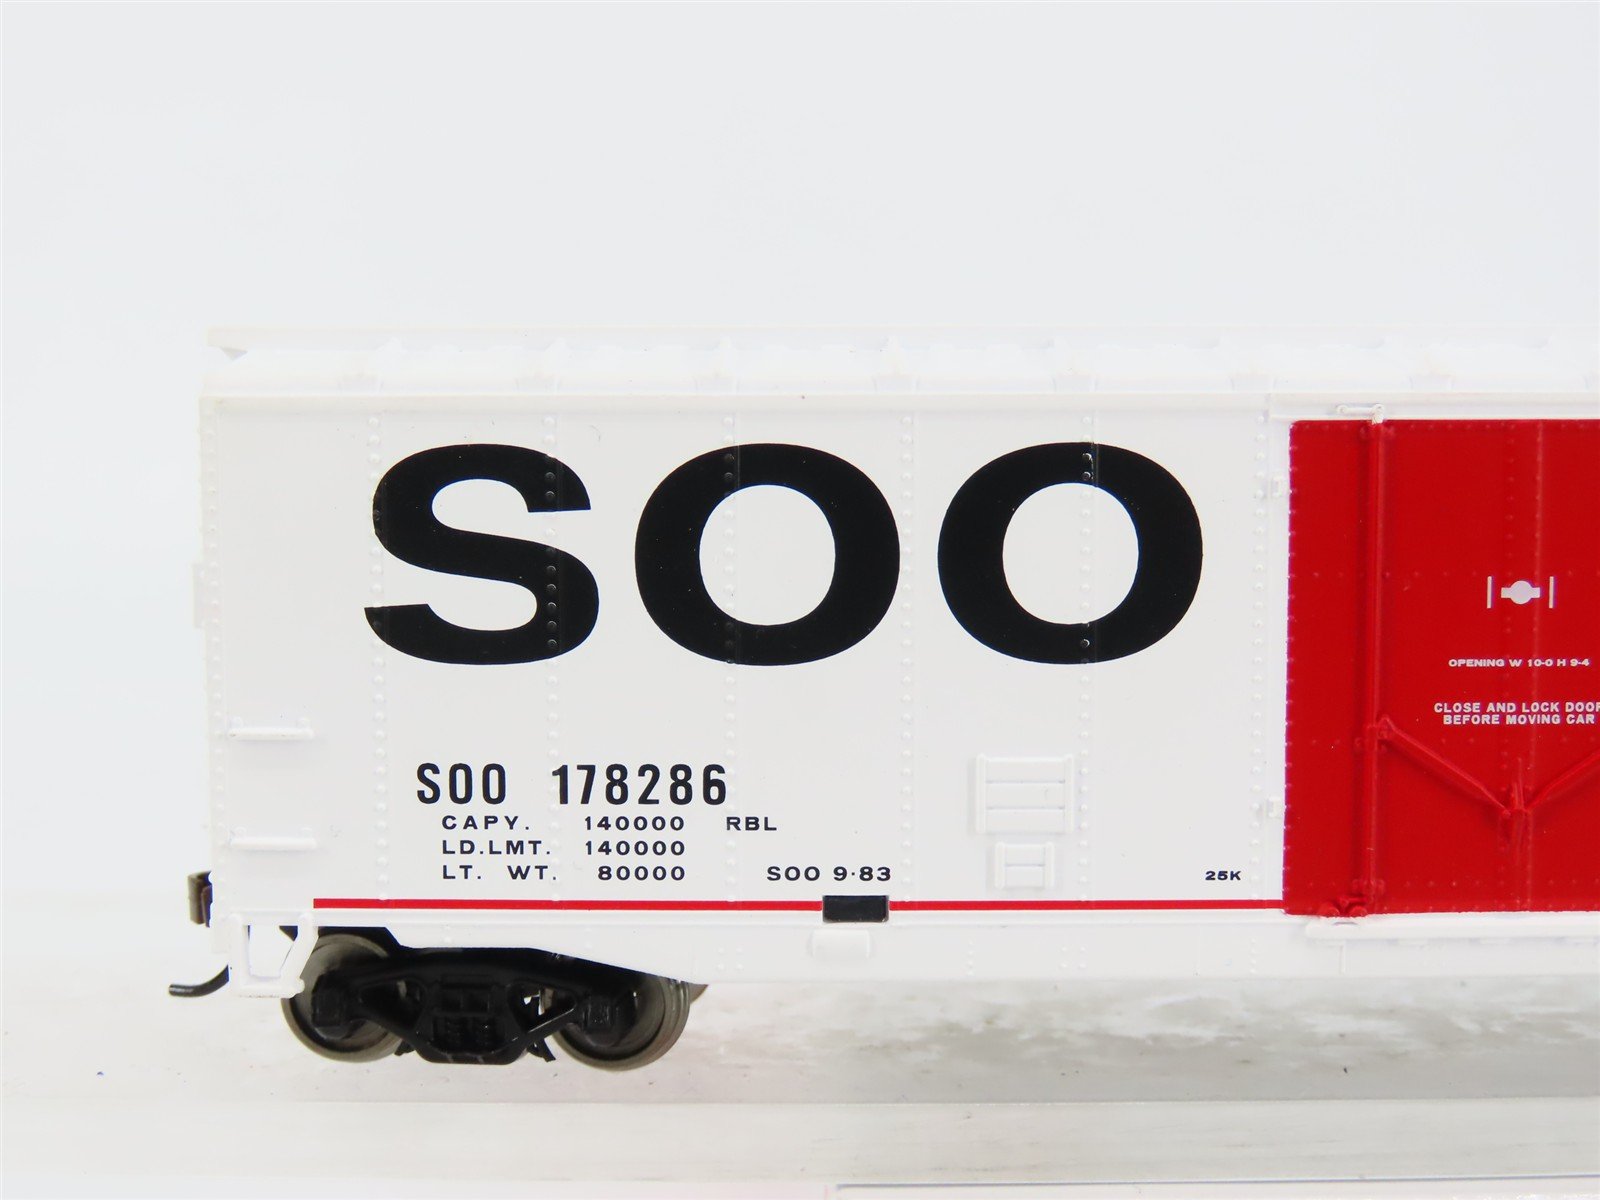 SOO
SOO 178286
CAPY. 140000 RBL
LD.LMT. 140000
LT. WT. 80000 SOO 9-83
25K
OPENING W 10-0 H 9-4
CLOSE AND LOCK DOOR
BEFORE MOVING CAR